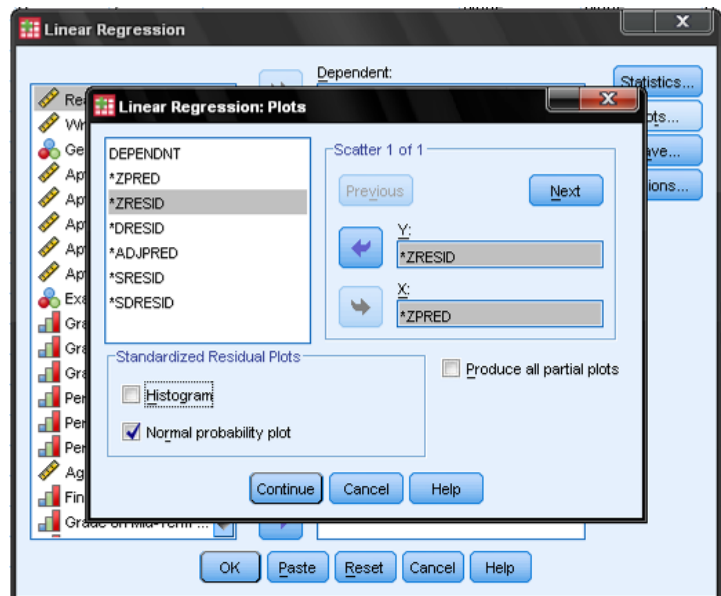 Linear Regression
Dependent:
Statistics...
Linear Regression: Plots
DEPENDNT
*ZPRED
*ZRESID
*DRESID
*ADJPRED
*SRESID
*SDRESID
Scatter 1 of 1
Previous
Next
Y:
*ZRESID
X:
*ZPRED
Standardized Residual Plots
Histogram
Normal probability plot
Produce all partial plots
Continue
Cancel
Help
OK
Paste
Reset
Cancel
Help